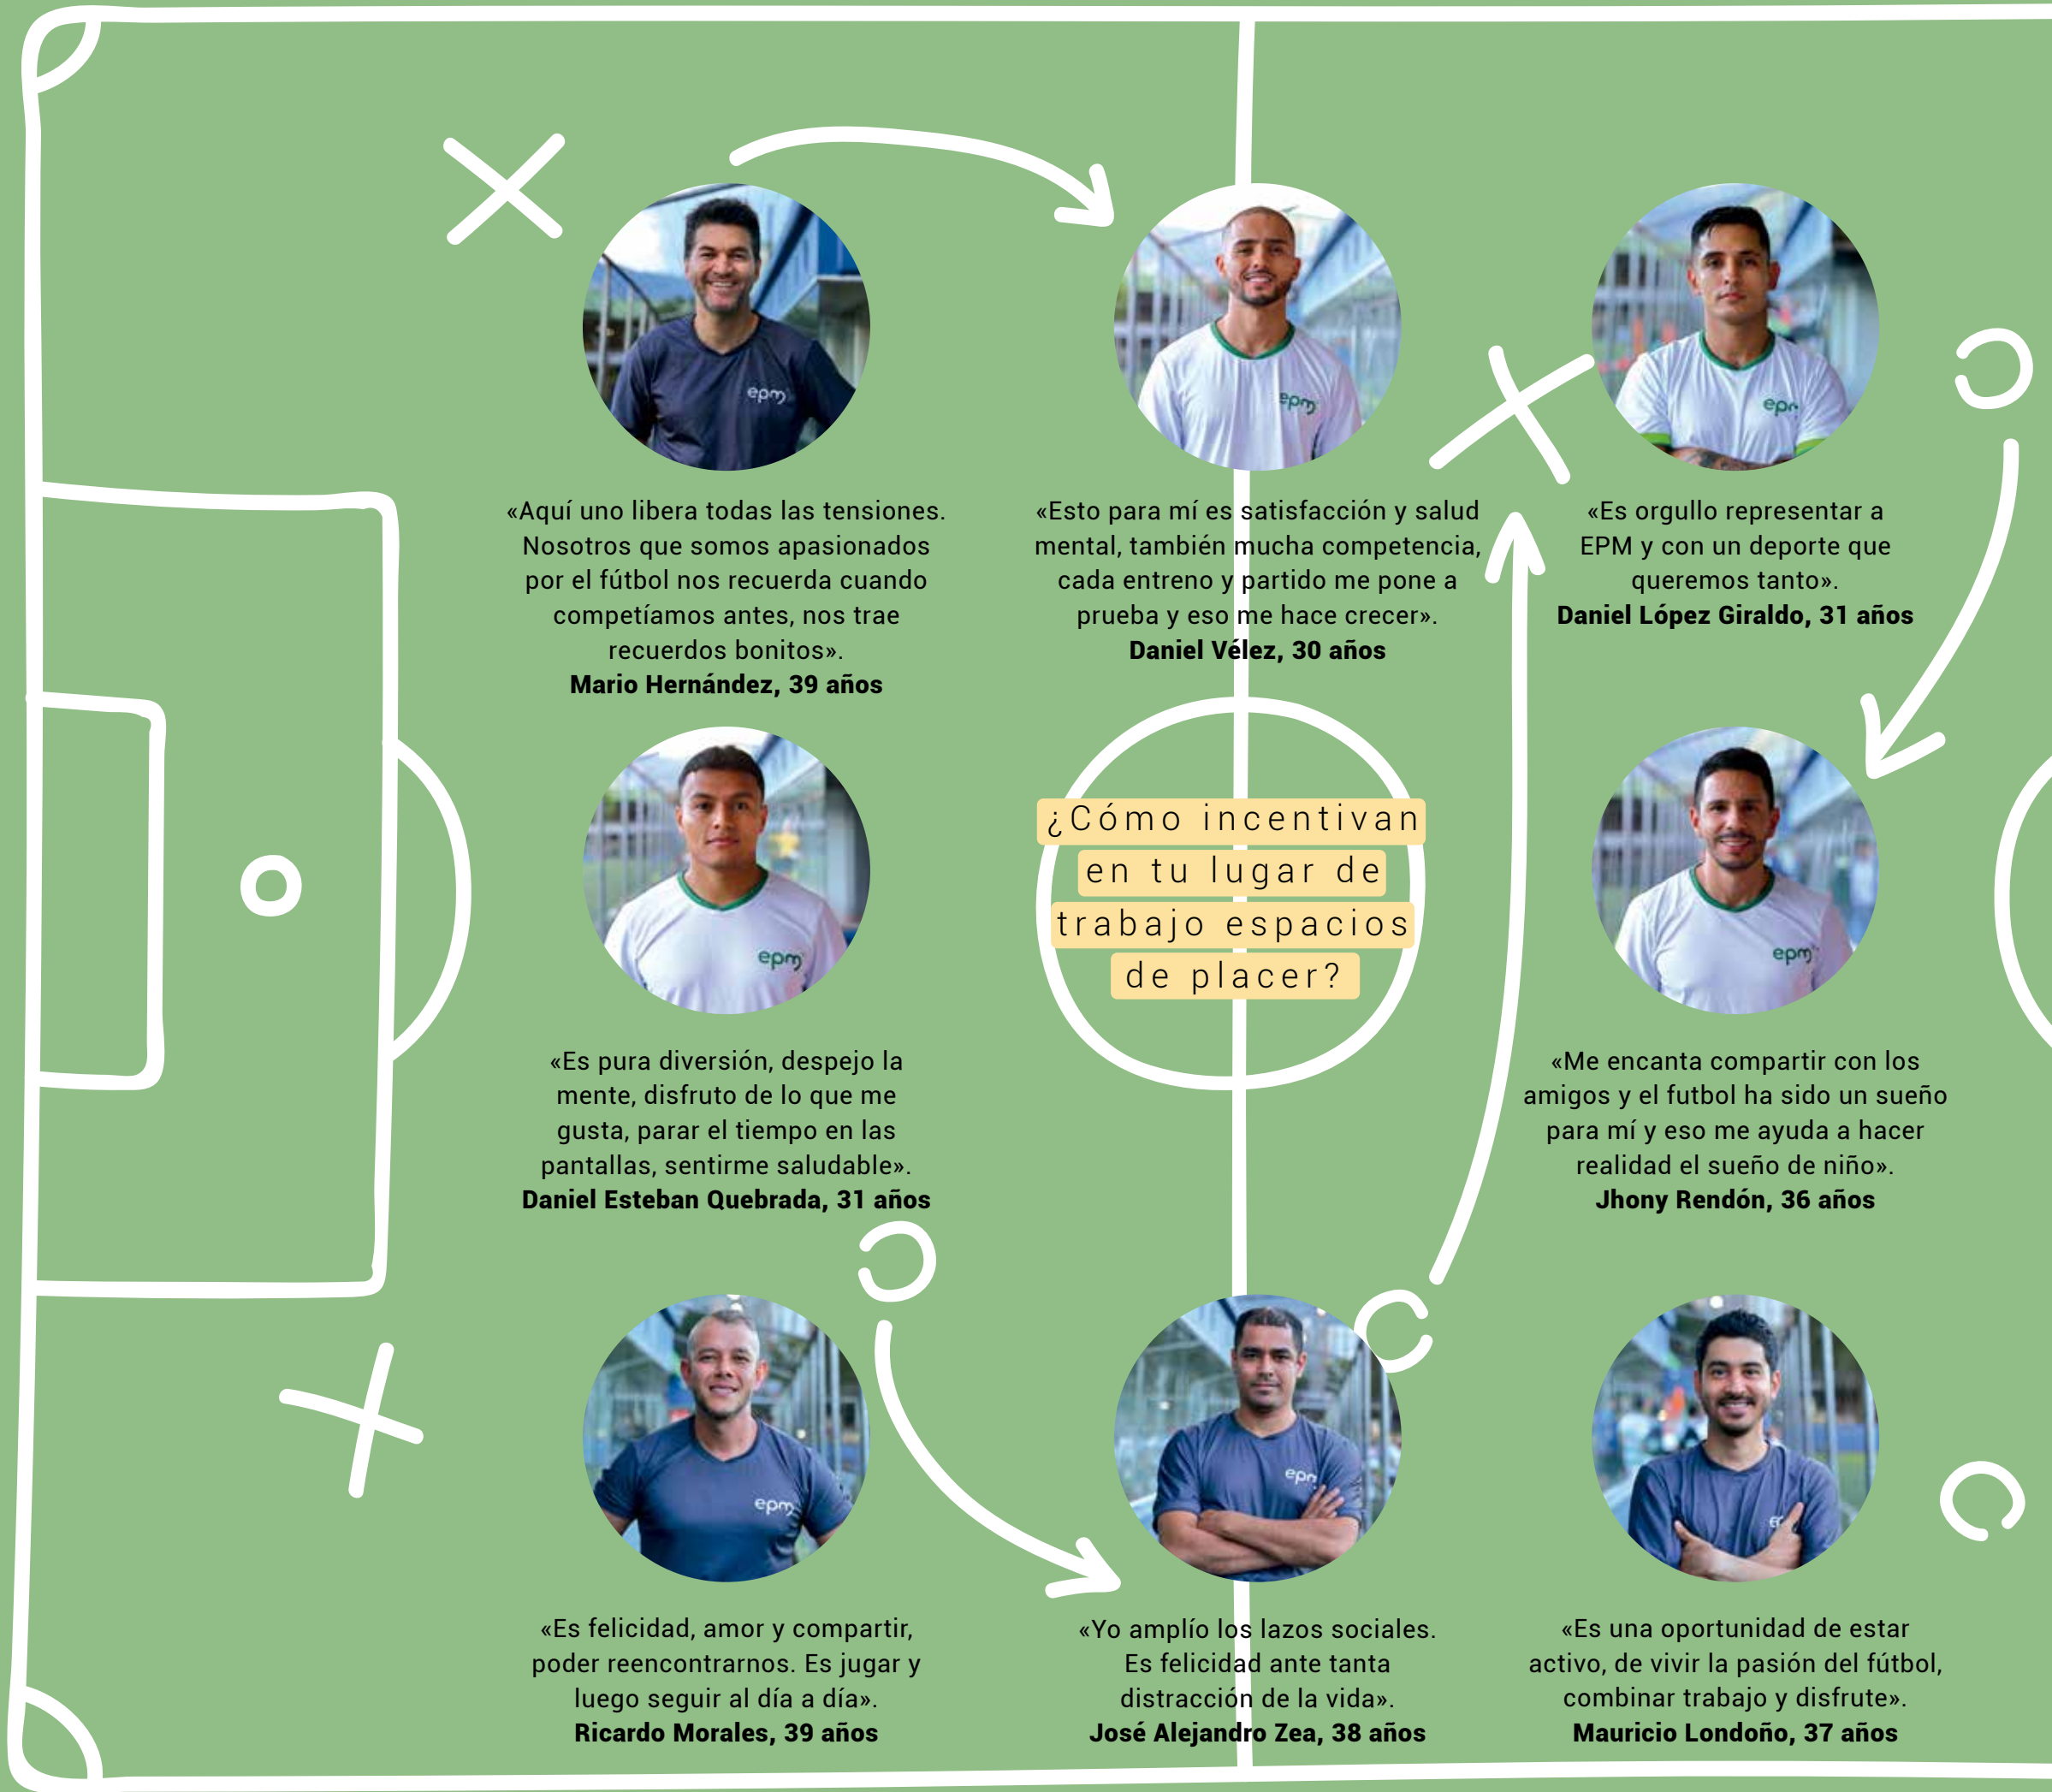 epm
«Aquí uno libera todas las tensiones.
Nosotros que somos apasionados
por el fútbol nos recuerda cuando
competíamos antes, nos trae
recuerdos bonitos».
Mario Hernández, 39 años
epm
«Esto para mí es satisfacción y salud
mental, también mucha competencia,
cada entreno y partido me pone a
prueba y eso me hace crecer».
Daniel Vélez, 30 años
epm
«Es orgullo representar a
EPM y con un deporte que
queremos tanto».
Daniel López Giraldo, 31 años
epm
«Es pura diversión, despejo la
mente, disfruto de lo que me
gusta, parar el tiempo en las
pantallas, sentirme saludable».
Daniel Esteban Quebrada, 31 años
¿Cómo incentivan
en tu lugar de
trabajo espacios
de placer?
epm
«Me encanta compartir con los
amigos y el futbol ha sido un sueño
para mí y eso me ayuda a hacer
realidad el sueño de niño».
Jhony Rendón, 36 años
epm
«Es felicidad, amor y compartir,
poder reencontrarnos. Es jugar y
luego seguir al día a día».
Ricardo Morales, 39 años
epm
«Yo amplío los lazos sociales.
Es felicidad ante tanta
distracción de la vida».
José Alejandro Zea, 38 años
«Es una oportunidad de estar
activo, de vivir la pasión del fútbol,
combinar trabajo y disfrute».
Mauricio Londoño, 37 años